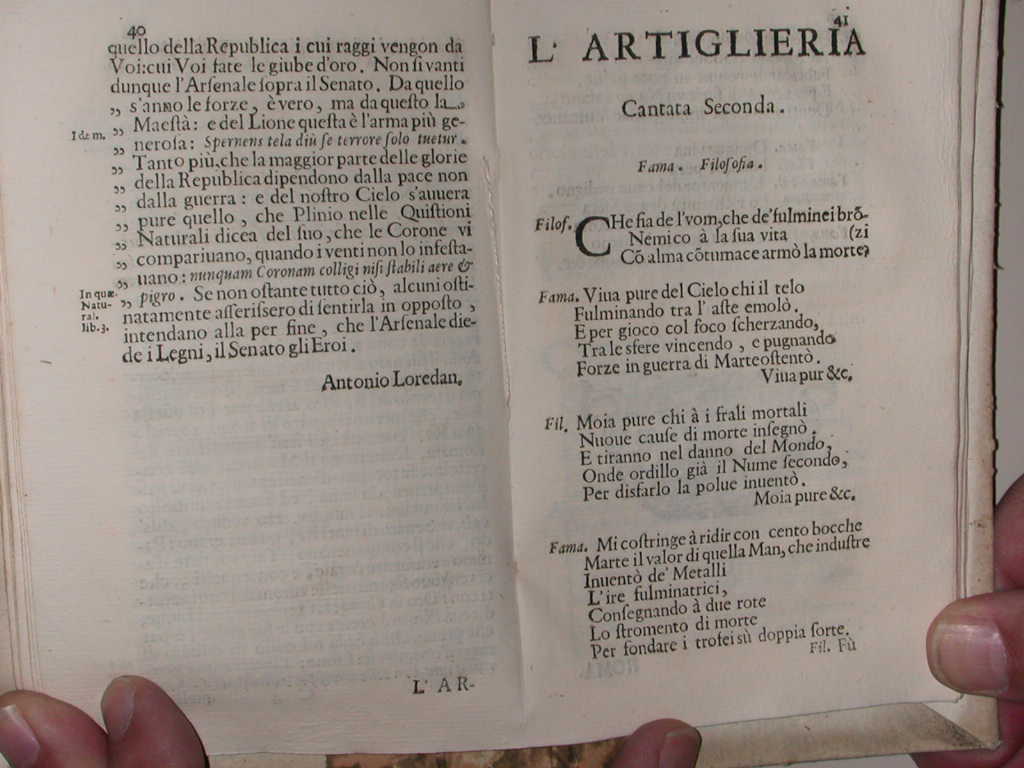 40
quello della Republica i cui raggi vengon da
Voi: cui Voi fate le giube d'oro. Non si vanti
dunque l'Arſenale ſopra il Senato. Da quello
„ s'anno le forze, è vero, ma da queſto la
„ Maeſtà: e del Lione queſta è l'arma più ge-
Idem. „ neroſa: Spernens tela diù ſe terrore ſolo tuetur.
„ Tanto più, che la maggior parte delle glorie
„ della Republica dipendono dalla pace non
„ dalla guerra: e del noſtro Cielo s'auuera
„ pure quello, che Plinio nelle Quiſtioni
„ Naturali dicea del ſuo, che le Corone vi
„ compariuano, quando i venti non lo infeſta-
„ uano: nunquam Coronam colligi niſi ſtabili aere &
In quæ. Natural. lib. 3. „ pigro. Se non oſtante tutto ciò, alcuni oſti-
natamente aſſeriſſero di ſentirla in oppoſto,
intendano alla per fine, che l'Arſenale die-
de i Legni, il Senato gli Eroi.
Antonio Loredan.
L' AR-
41
L' ARTIGLIERIA
Cantata Seconda.
Fama. Filoſofia.
Filoſ. CHe fia de l'vom, che de' fulminei brō-
Nemico à la ſua vita (zi
Cō alma cōtumace armò la morte?
Fama. Viua pure del Cielo chi il telo
Fulminando tra l'aſte emolò.
E per gioco col foco ſcherzando,
Tra le sfere vincendo, e pugnando
Forze in guerra di Marte oſtentò.
Viua pur &c.
Fil. Moia pure chi à i frali mortali
Nuoue cauſe di morte inſegnò.
E tiranno nel danno del Mondo,
Onde ordillo già il Nume ſecondo,
Per disfarlo la polue inuentò.
Moia pure &c.
Fama. Mi coſtringe à ridir con cento bocche
Marte il valor di quella Man, che induſtre
Inuentò de' Metalli
L'ire fulminatrici,
Conſegnando à due rote
Lo ſtromento di morte
Per fondare i trofei sù doppia ſorte.
Fil. Fù